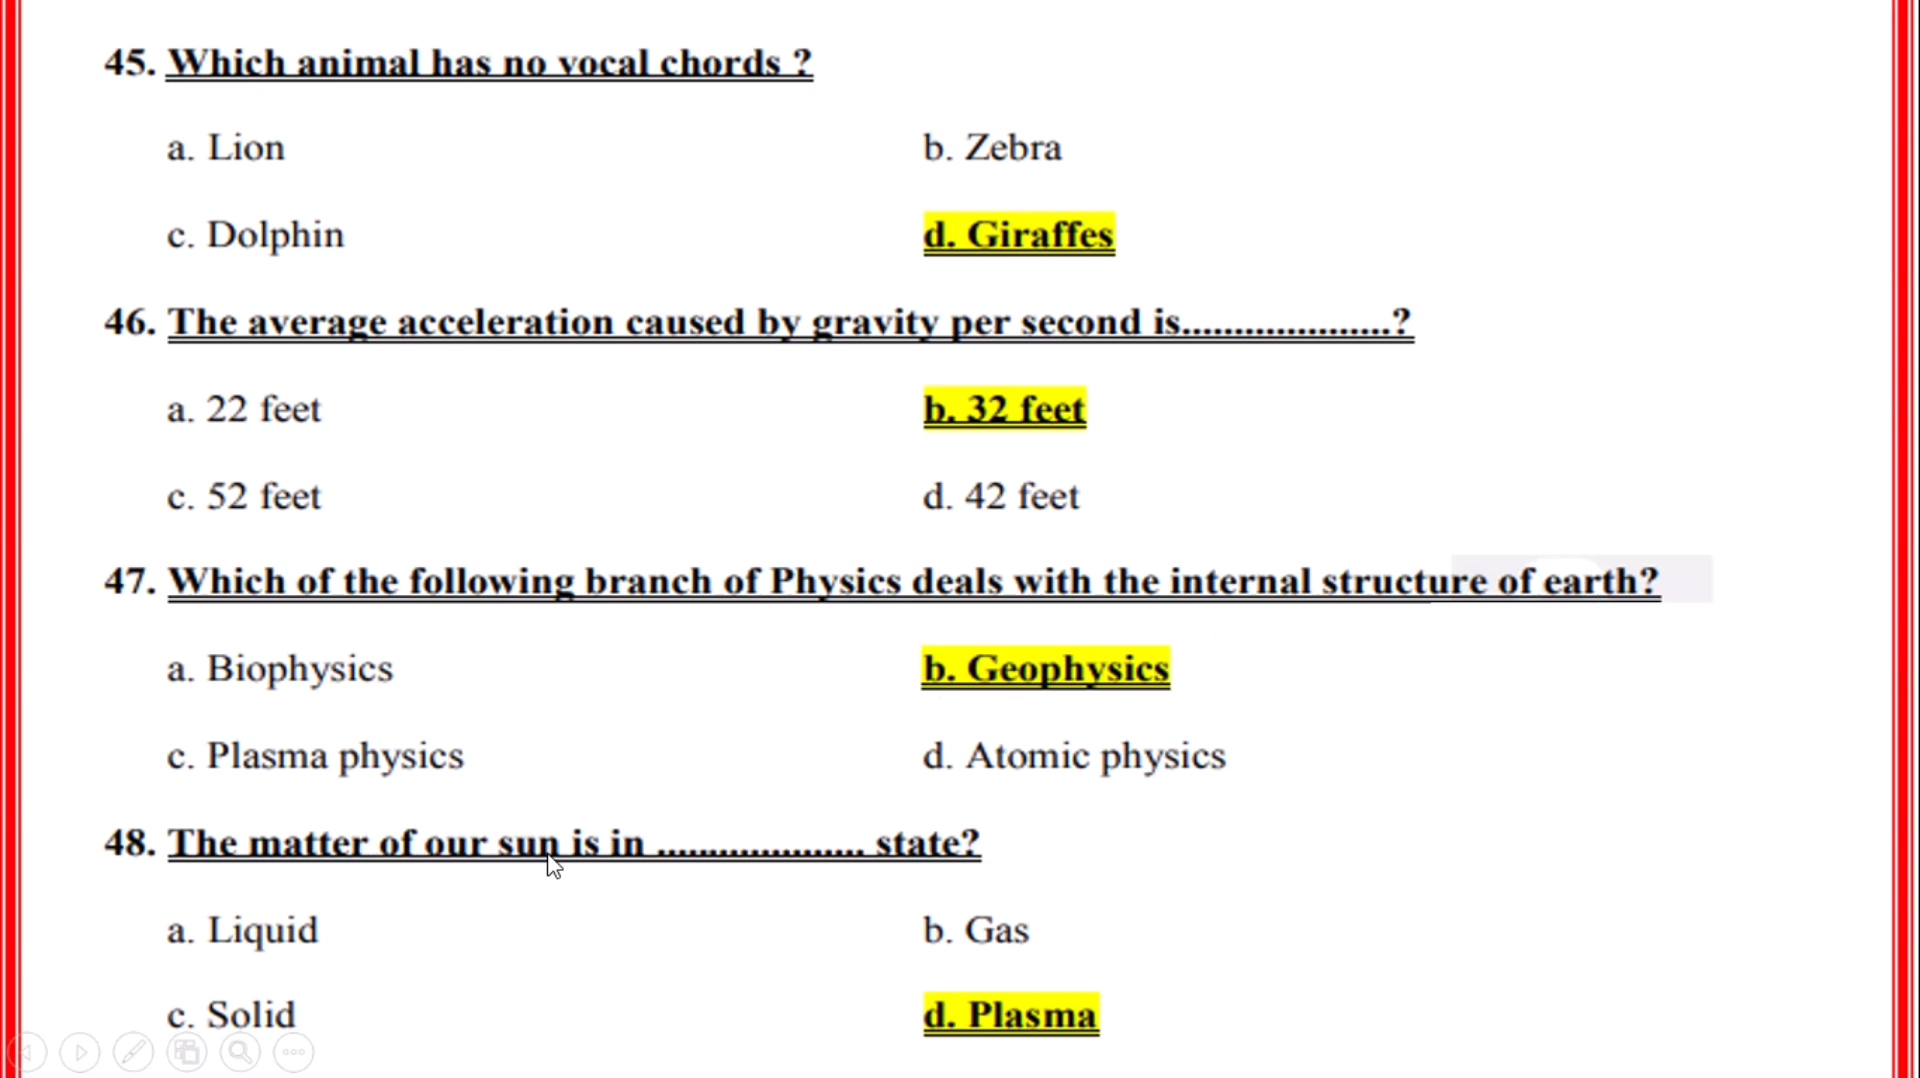 45. Which animal has no vocal chords ?
a. Lion b. Zebra
c. Dolphin d. Giraffes
46. The average acceleration caused by gravity per second is....................?
a. 22 feet b. 32 feet
c. 52 feet d. 42 feet
47. Which of the following branch of Physics deals with the internal structure of earth?
a. Biophysics b. Geophysics
c. Plasma physics d. Atomic physics
48. The matter of our sun is in .................... state?
a. Liquid b. Gas
c. Solid d. Plasma